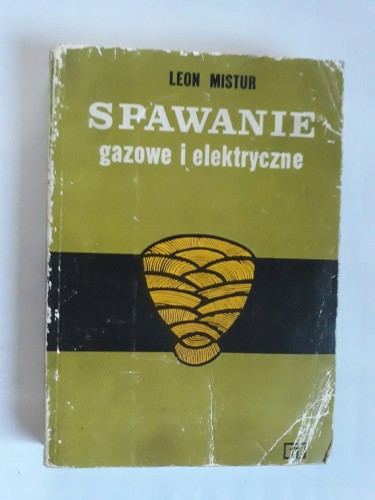 LEON MISTUR
SPAWANIE
gazowe i elektryczne